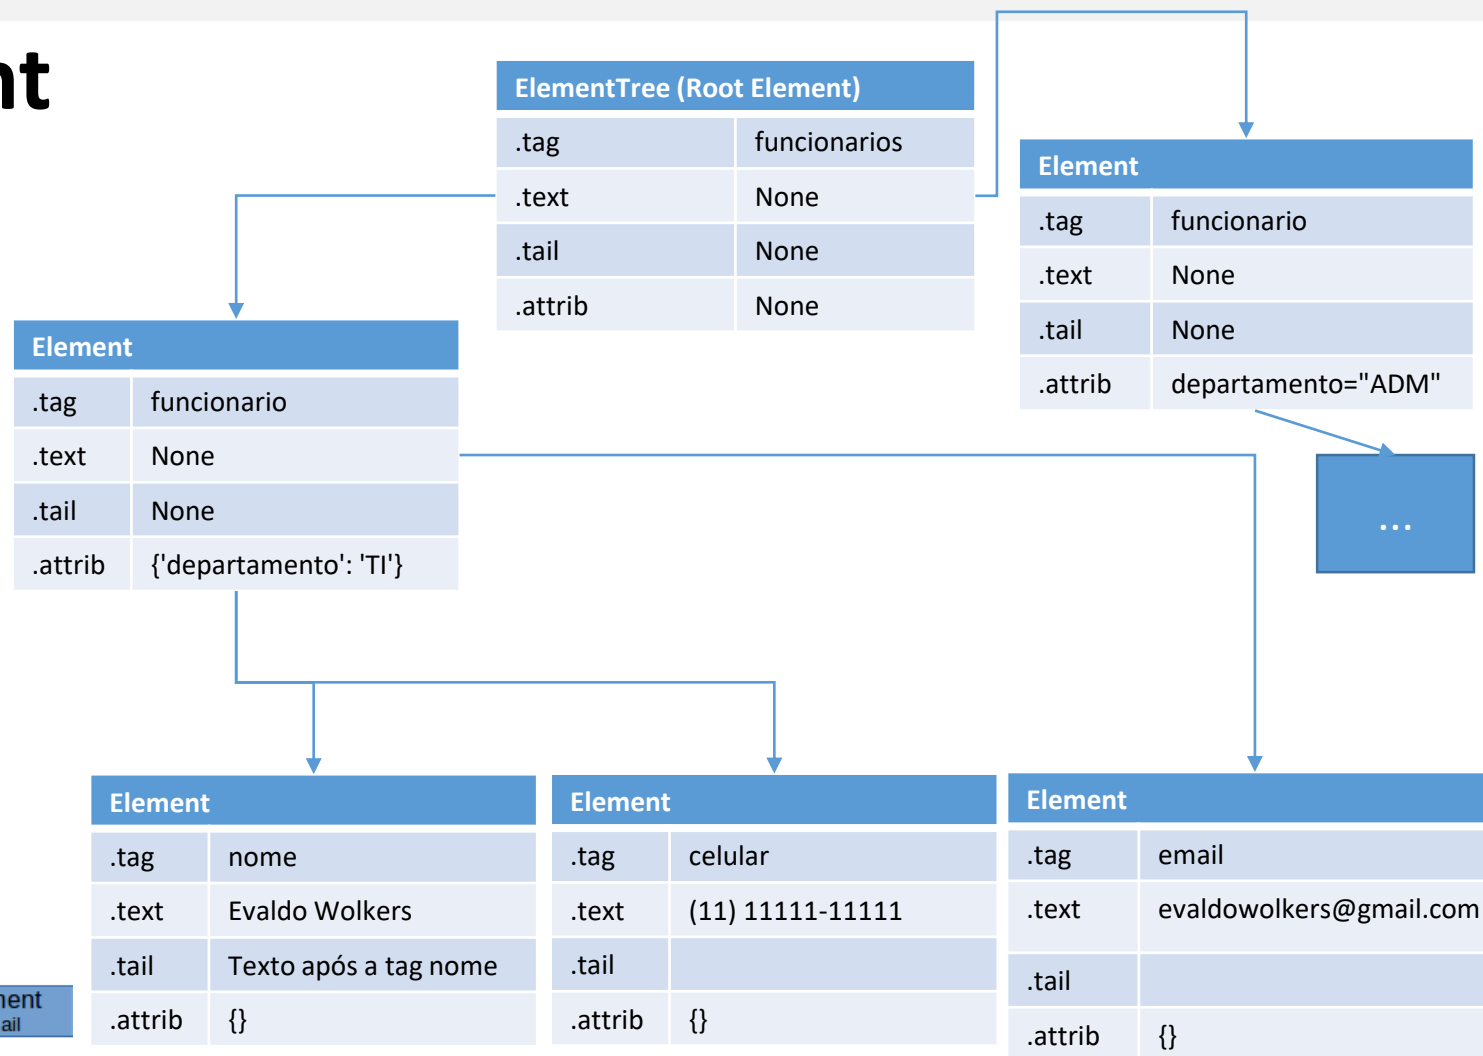 nt
ElementTree (Root Element)
.tag funcionarios
.text None
.tail None
.attrib None
Element
.tag funcionario
.text None
.tail None
.attrib departamento="ADM"
...
Element
.tag funcionario
.text None
.tail None
.attrib {'departamento': 'TI'}
Element
.tag nome
.text Evaldo Wolkers
.tail Texto após a tag nome
.attrib {}
Element
.tag celular
.text (11) 11111-11111
.tail
.attrib {}
Element
.tag email
.text evaldowolkers@gmail.com
.tail
.attrib {}
ent
ail